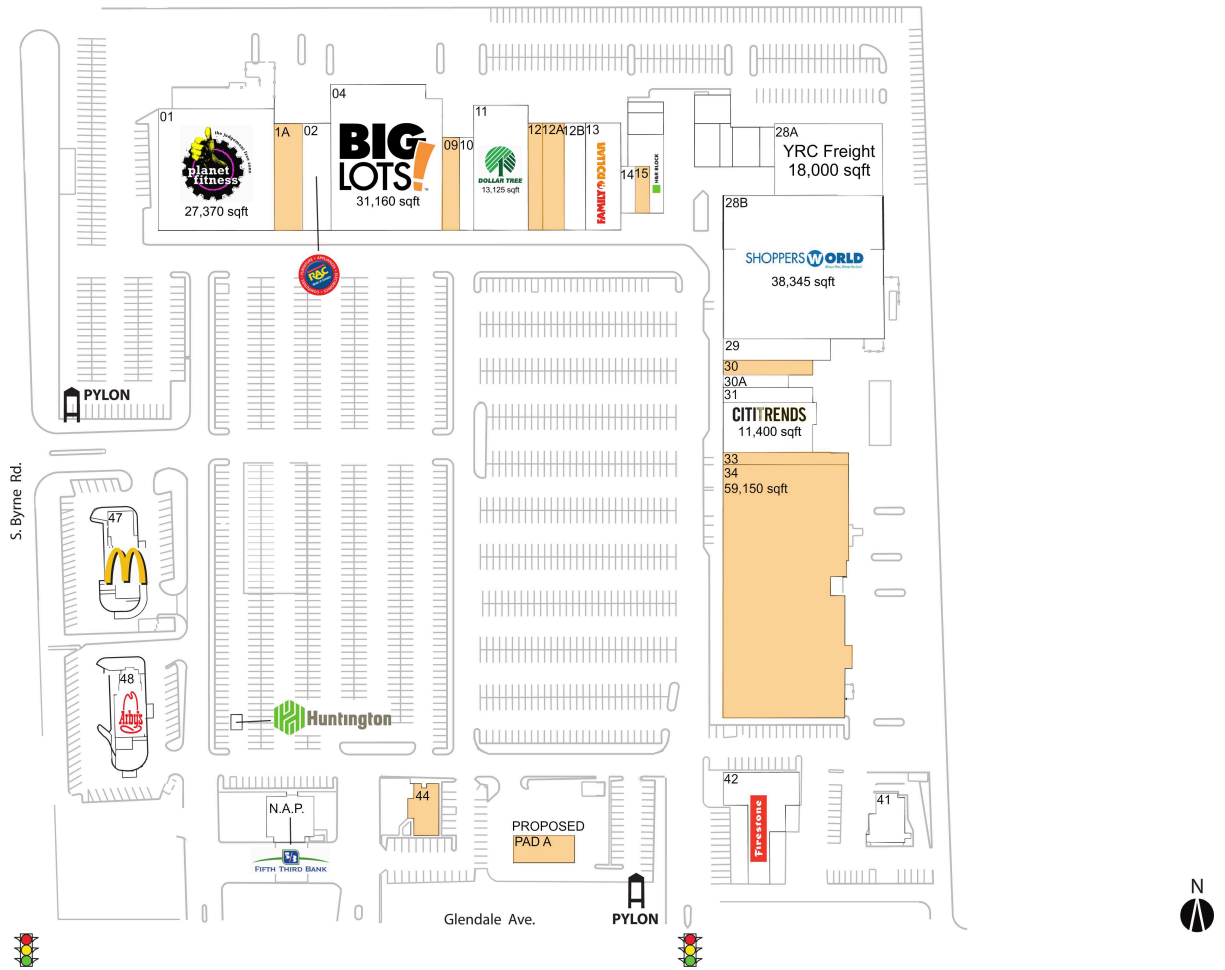 04
01
11
1A
02
12
12A
12B
13
28A
the judgement free zone
planet
fitness
27,370 sqft
BIG
LOTS!
31,160 sqft
09
10
DOLLAR TREE
13,125 sqft
FAMILY DOLLAR
14
15
H&R BLOCK
YRC Freight
18,000 sqft
28B
SHOPPERS WORLD
38,345 sqft
RAC
29
30
30A
31
CITITRENDS
11,400 sqft
PYLON
33
34
59,150 sqft
S. Byrne Rd.
47
48
Arby's
Huntington
N.A.P.
FIFTH THIRD BANK
44
PROPOSED
PAD A
42
Firestone
41
PYLON
Glendale Ave.
N